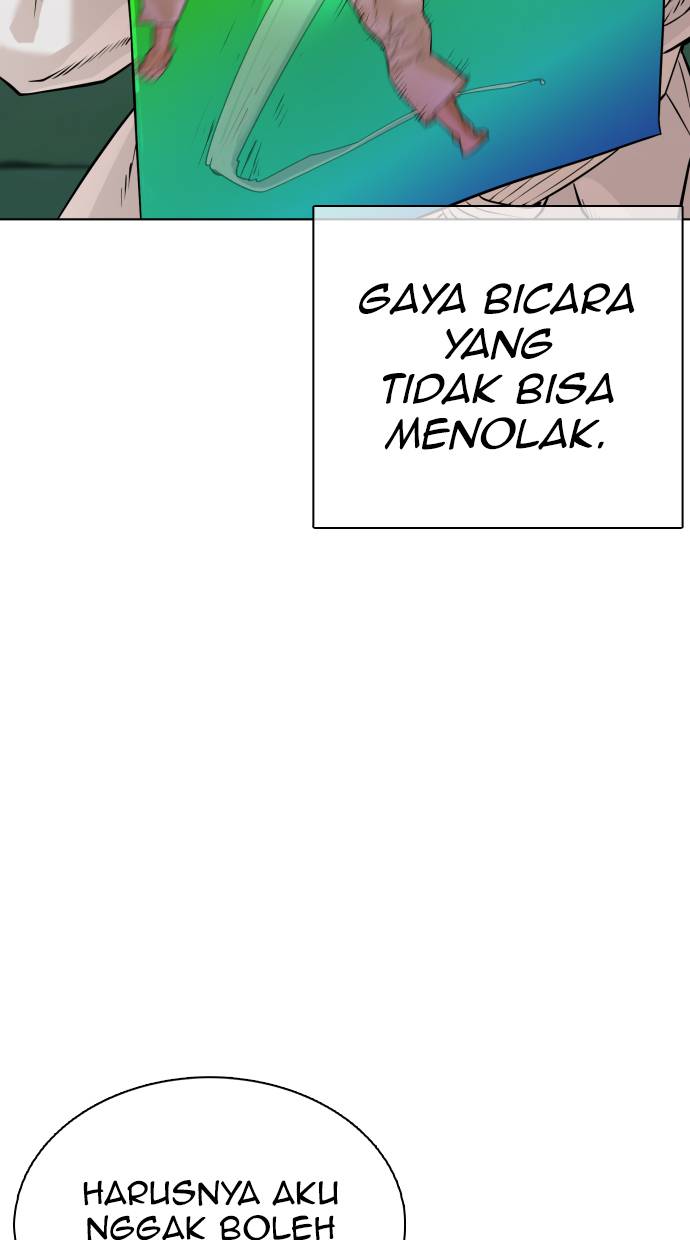 GAYA BICARA
YANG
TIDAK BISA
MENOLAK.
HARUSNYA AKU
NGGAK BOLEH